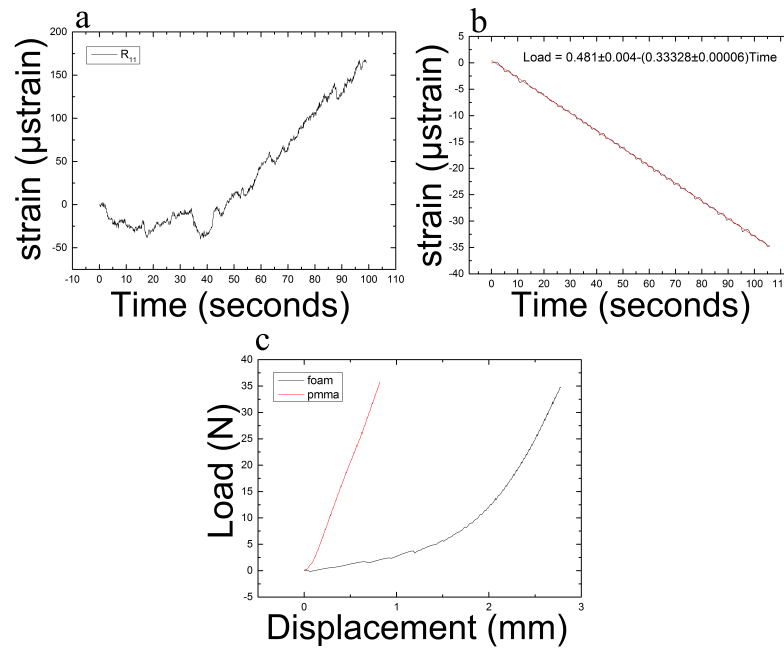 a
200
150
100
50
0
-50
R11
strain (µstrain)
-10 0 10 20 30 40 50 60 70 80 90 100 110
Time (seconds)
b
5
0
-5
-10
-15
-20
-25
-30
-35
-40
Load = 0.481±0.004-(0.33328±0.00006)Time
strain (µstrain)
0 10 20 30 40 50 60 70 80 90 100 110
Time (seconds)
c
40
35
30
25
20
15
10
5
0
-5
foam
pmma
Load (N)
0 1 2 3
Displacement (mm)